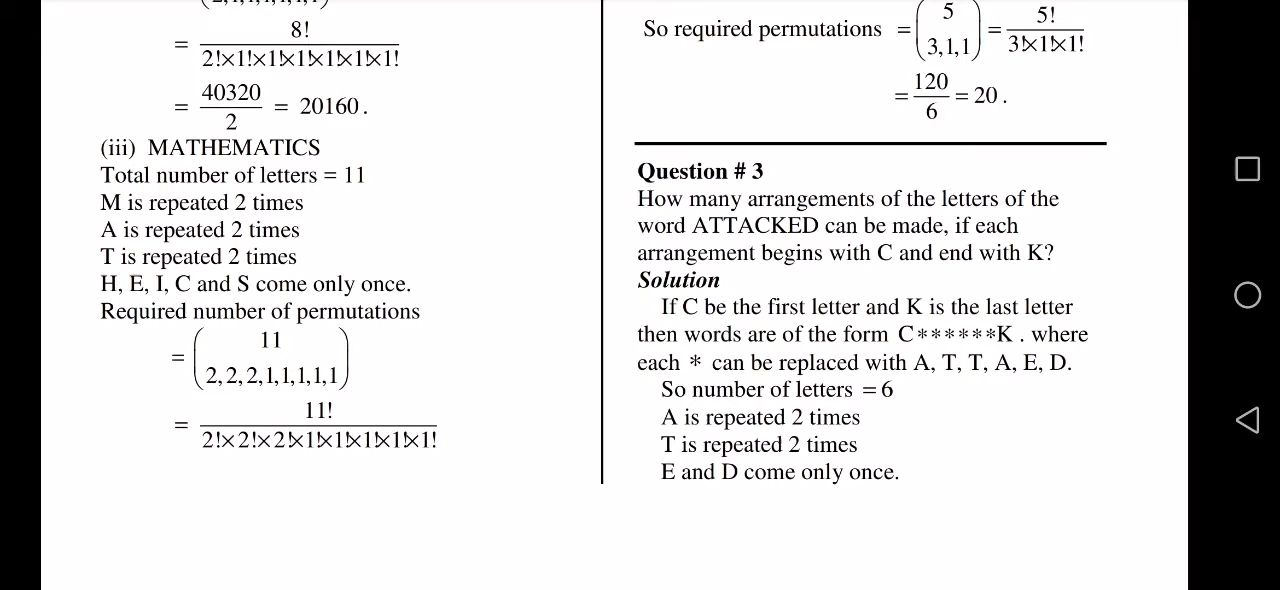 = 8! / 2!×1!×1!×1!×1!×1!×1!
= 40320 / 2 = 20160 .
(iii) MATHEMATICS
Total number of letters = 11
M is repeated 2 times
A is repeated 2 times
T is repeated 2 times
H, E, I, C and S come only once.
Required number of permutations
= ( 11
2, 2, 2,1,1,1,1,1 )
= 11! / 2!×2!×2!×1!×1!×1!×1!×1!
So required permutations = ( 5
3,1,1 ) = 5! / 3!×1!×1!
= 120 / 6 = 20 .
Question # 3
How many arrangements of the letters of the
word ATTACKED can be made, if each
arrangement begins with C and end with K?
Solution
If C be the first letter and K is the last letter
then words are of the form C******K . where
each * can be replaced with A, T, T, A, E, D.
So number of letters = 6
A is repeated 2 times
T is repeated 2 times
E and D come only once.